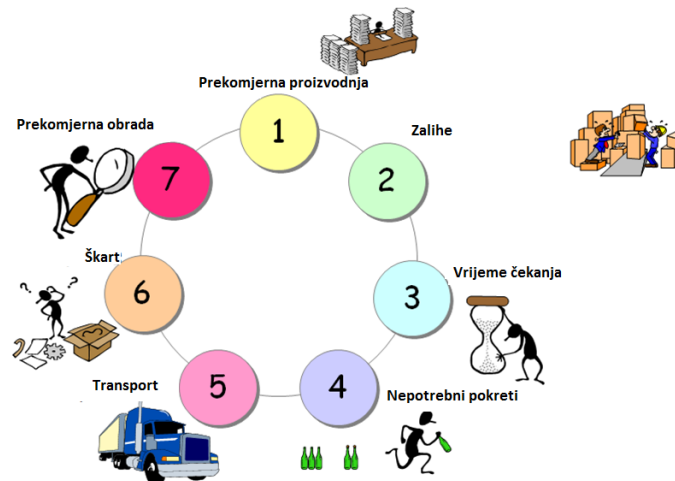 Prekomjerna proizvodnja
1
Zalihe
2
Vrijeme čekanja
3
Nepotrebni pokreti
4
Transport
5
Škart
6
Prekomjerna obrada
7
? ?